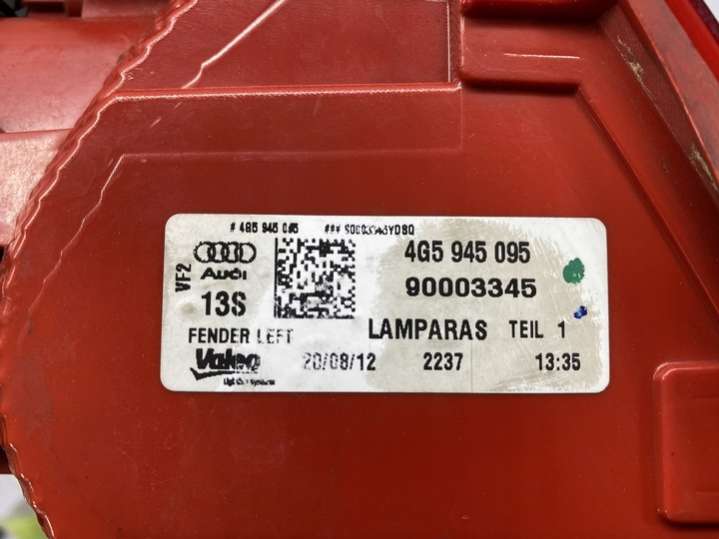 # 4G5 945 095
4G5 945 095
VF2
Audi
90003345
13S
FENDER LEFT
LAMPARAS TEIL 1
Valeo 20/08/12 2237 13:35